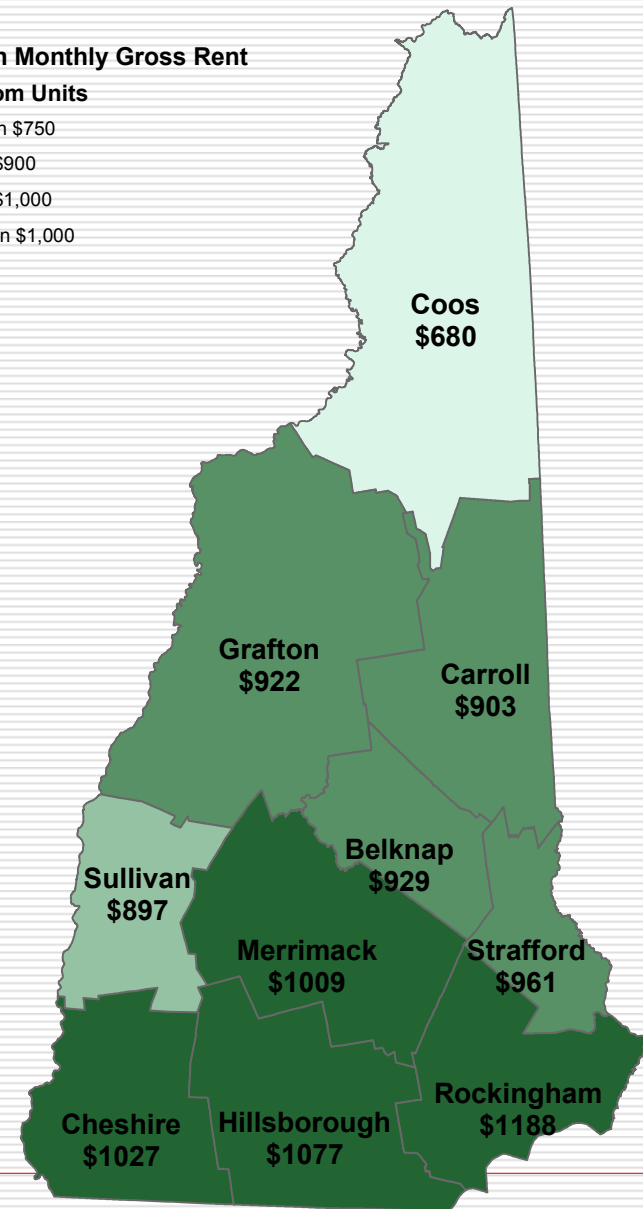 n Monthly Gross Rent
om Units
n $750
$900
$1,000
n $1,000
Coos
$680
Grafton
$922
Carroll
$903
Belknap
$929
Sullivan
$897
Merrimack
$1009
Strafford
$961
Rockingham
$1188
Cheshire
$1027
Hillsborough
$1077